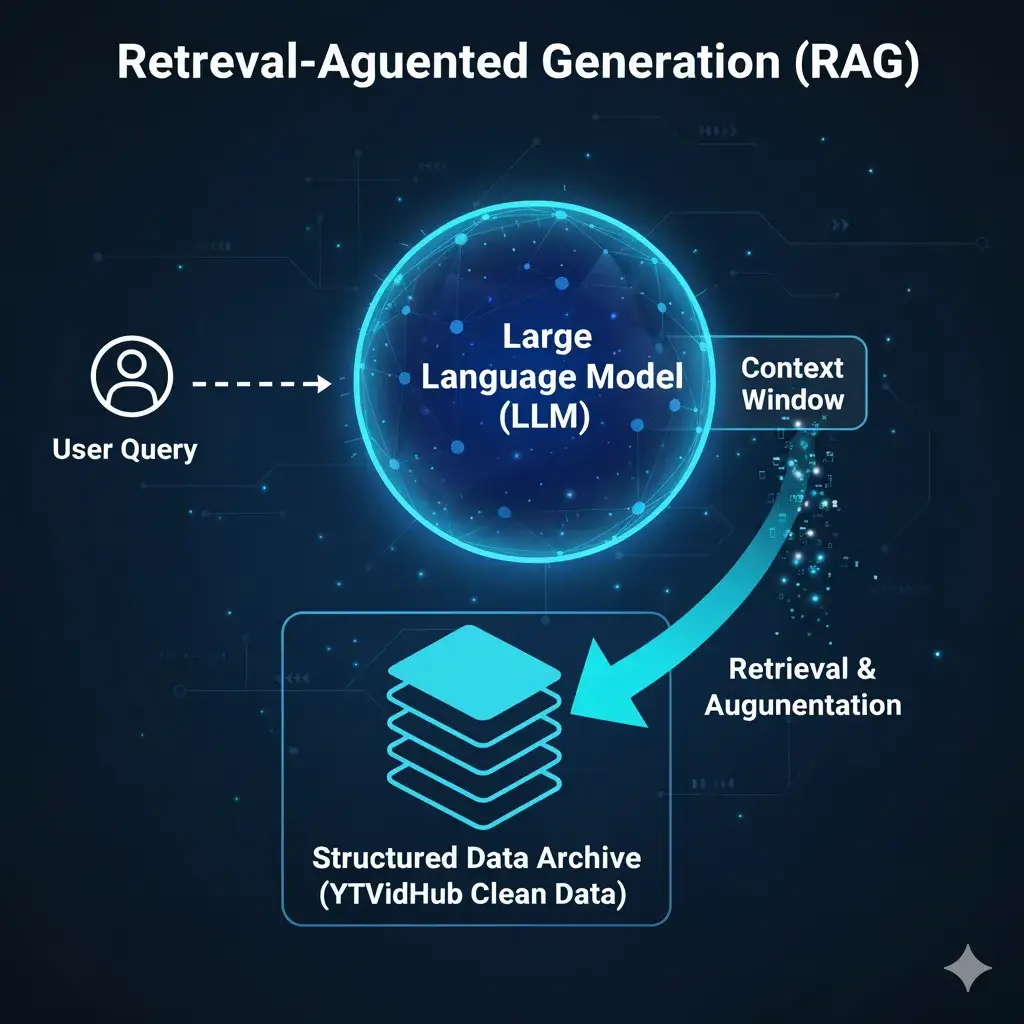 Retreval-Aguented Generation (RAG)
Large
Language Model
(LLM)
Context
Window
User Query
Retrieval &
Augunentation
Structured Data Archive
(YTVidHub Clean Data)